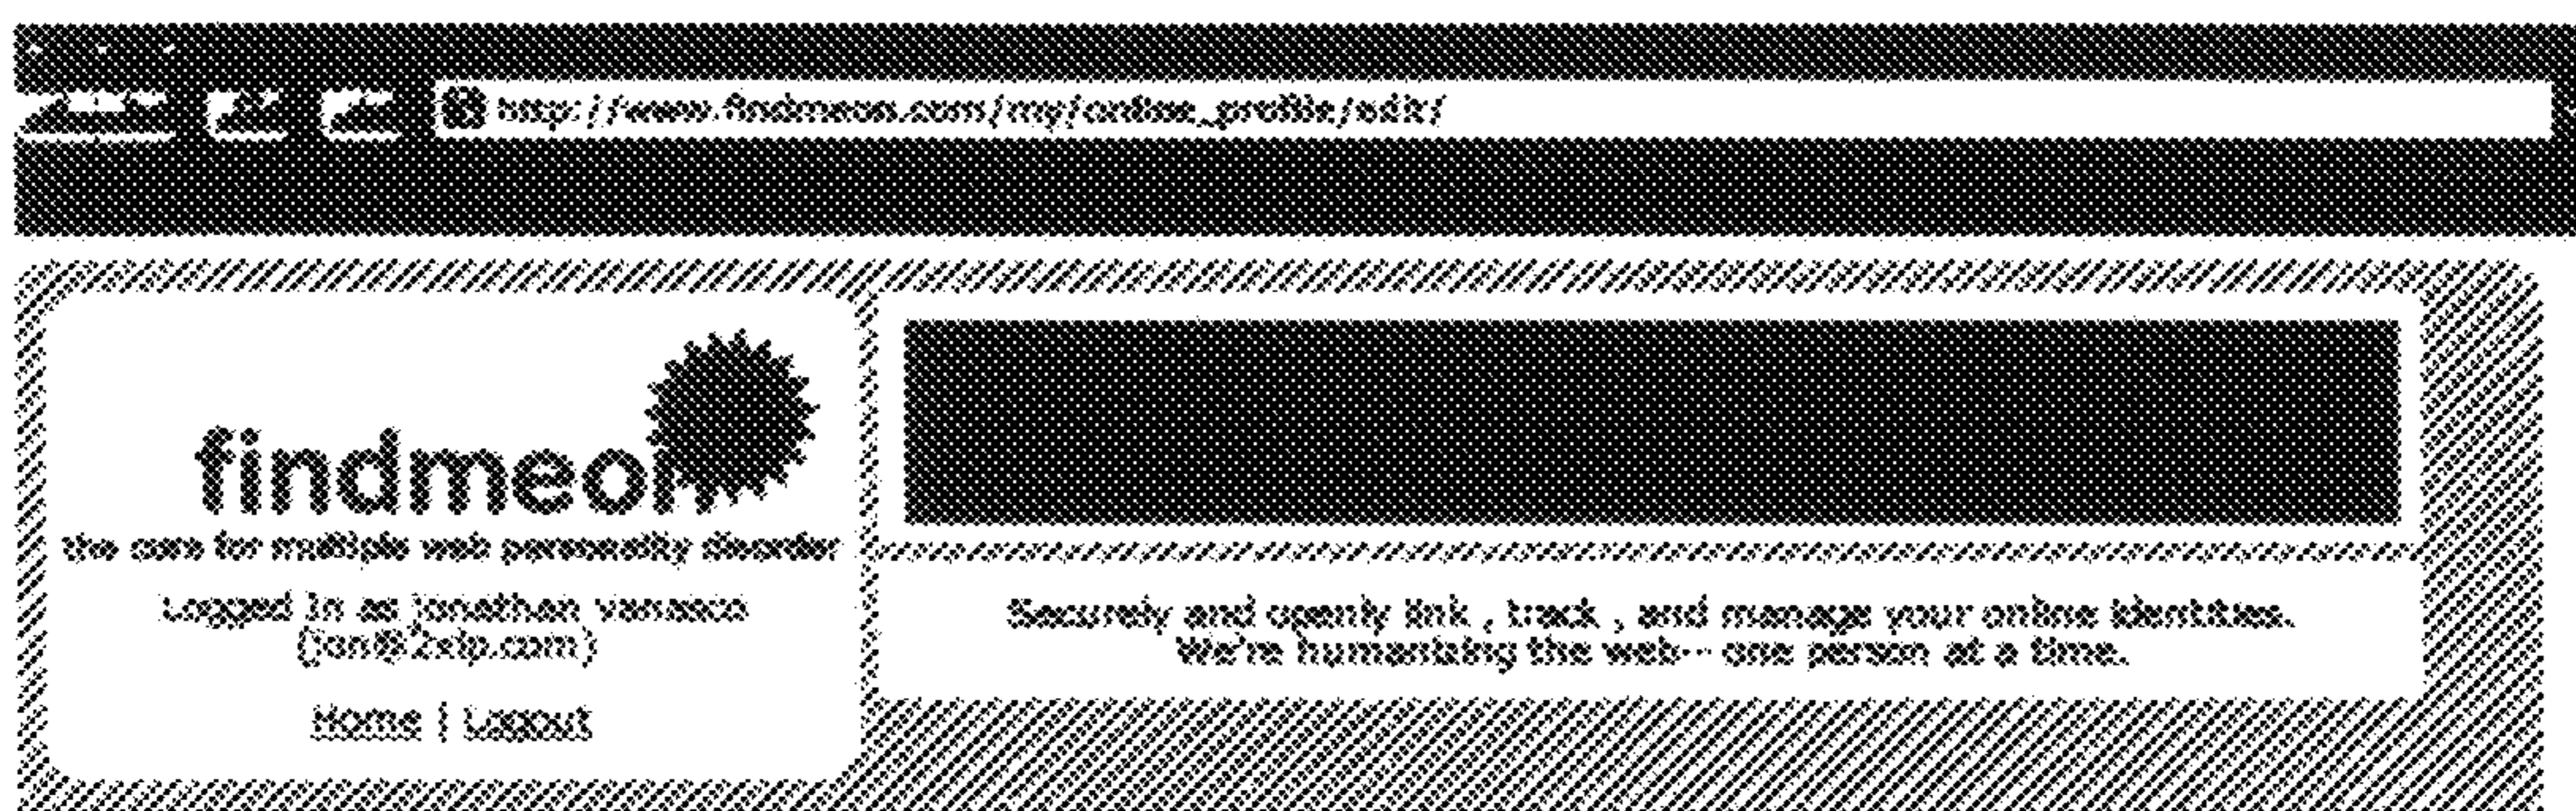 http://www.findmeon.com/my/online_profile/edit/
findmeon
the cure for multiple web personality disorder
Logged In as jonathan vanasco
(jon@2xlp.com)
Home | Logout
Securely and openly link , track , and manage your online identities.
We're humanizing the web-- one person at a time.